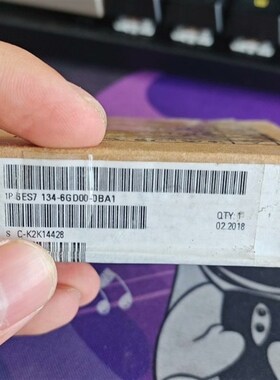 1P 6ES7 134-6GD00-0BA1
QTY: 1
02.2018
S C-K2K14428